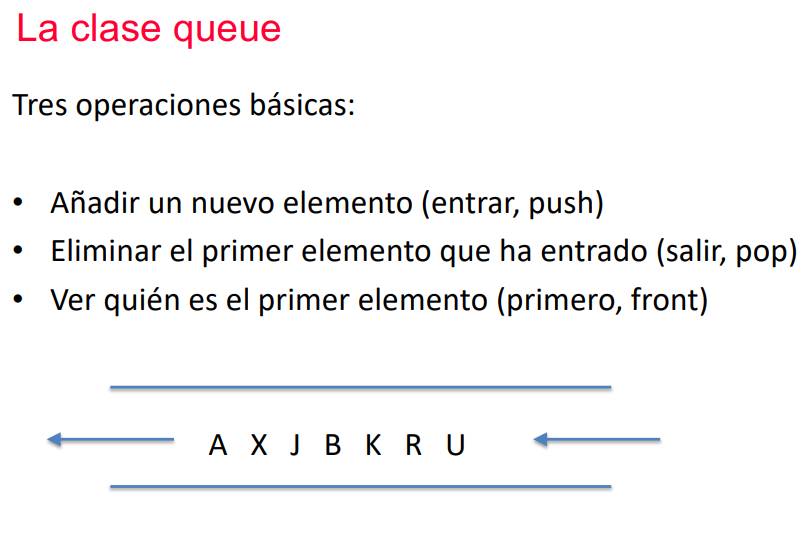 La clase queue
Tres operaciones básicas:
• Añadir un nuevo elemento (entrar, push)
• Eliminar el primer elemento que ha entrado (salir, pop)
• Ver quién es el primer elemento (primero, front)
A X J B K R U